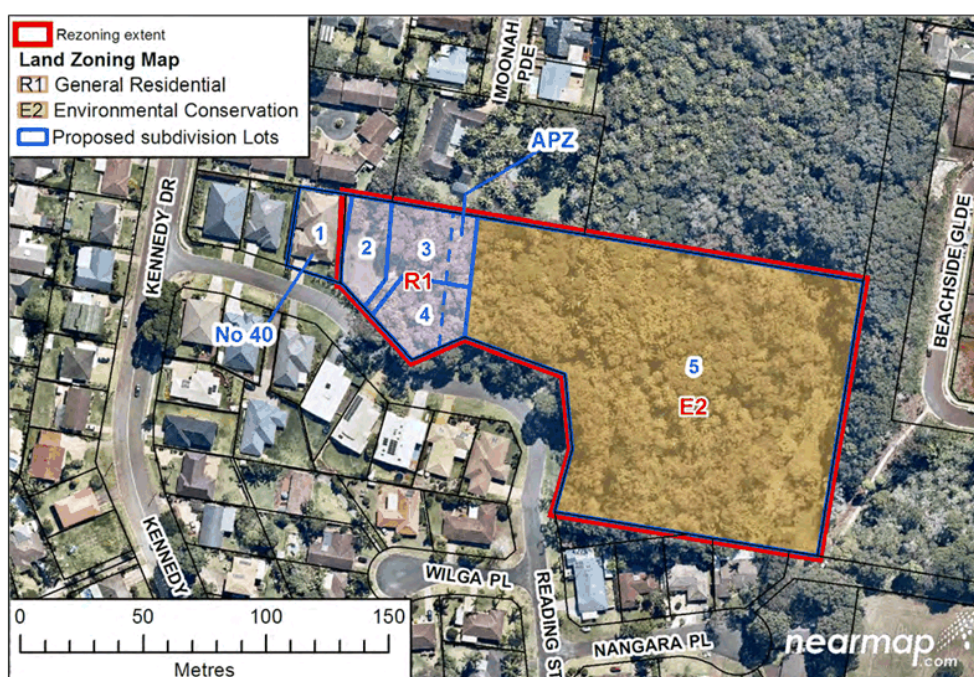 Rezoning extent
Land Zoning Map
R1 General Residential
E2 Environmental Conservation
Proposed subdivision Lots
MOONAH
PDE
APZ
KENNEDY DR
1
2
3
R1
4
No 40
5
E2
BEACHSIDE GLDE
KENNEDY
WILGA PL
READING ST
NANGARA PL
0 50 100 150
Metres
nearmap
.com